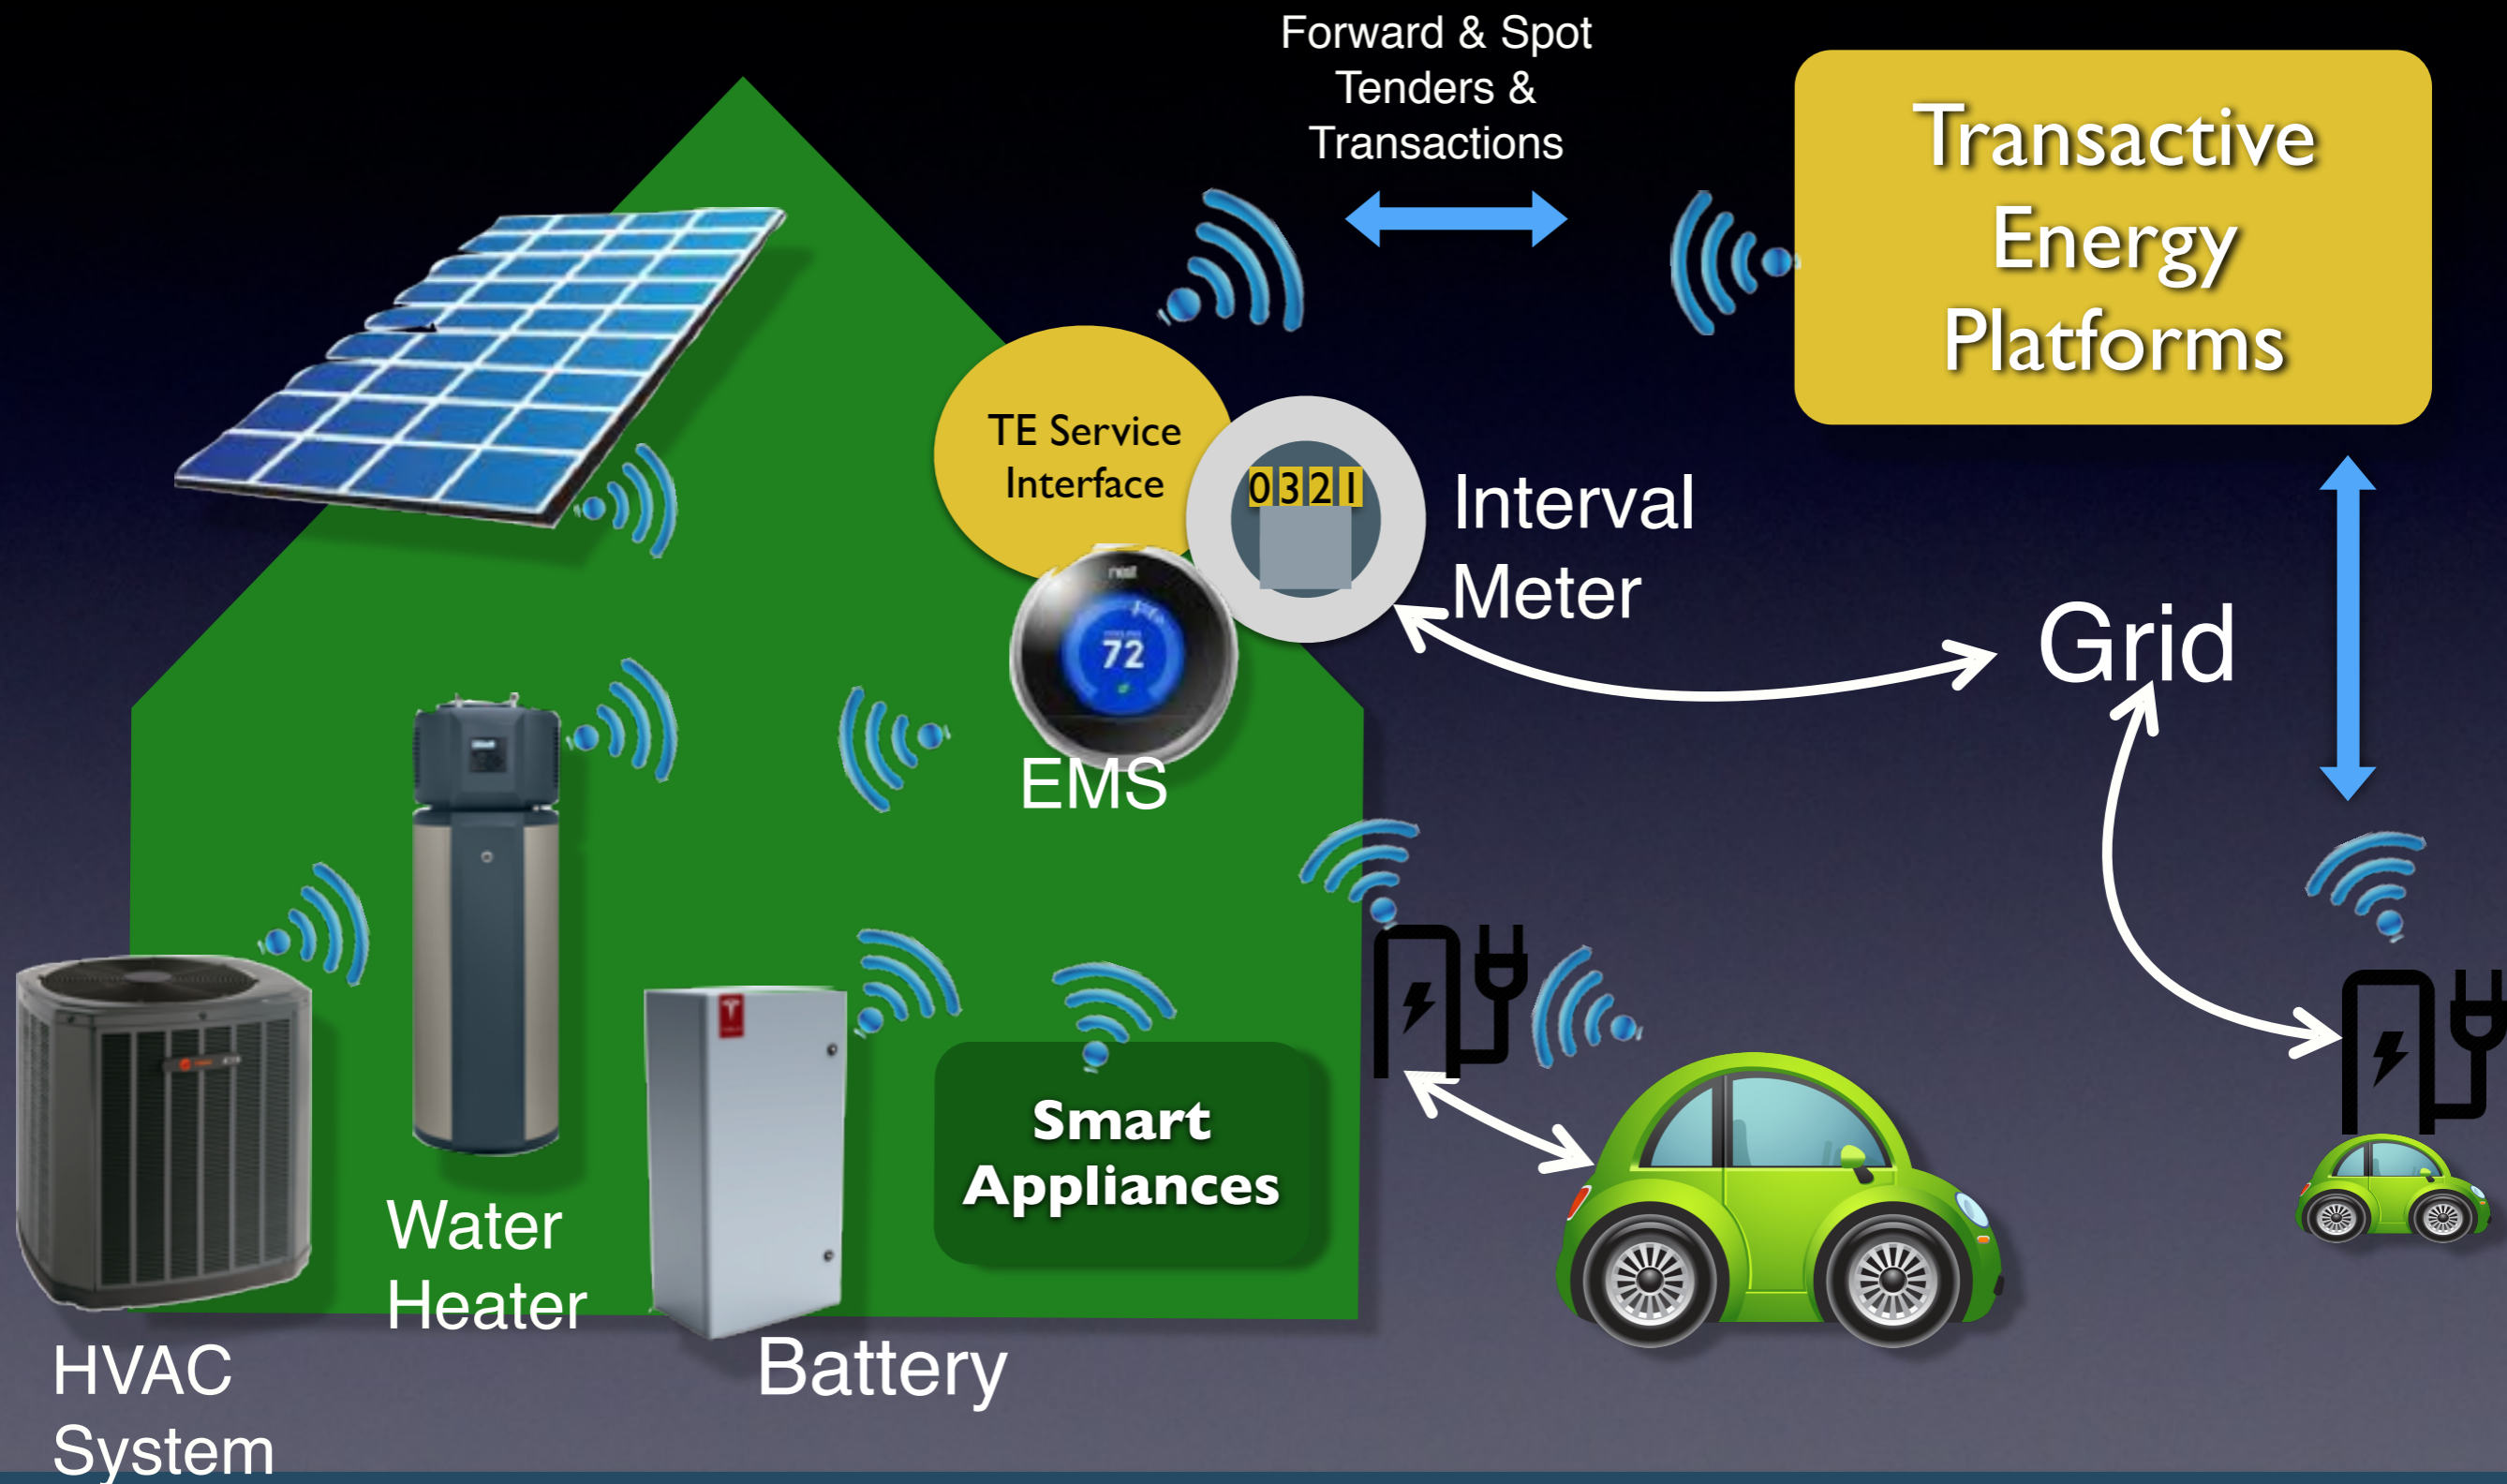 Forward & Spot
Tenders &
Transactions
Transactive
Energy
Platforms
TE Service
Interface
0321
Interval
Meter
nest
72
Grid
EMS
Smart
Appliances
Water
Heater
Battery
HVAC
System